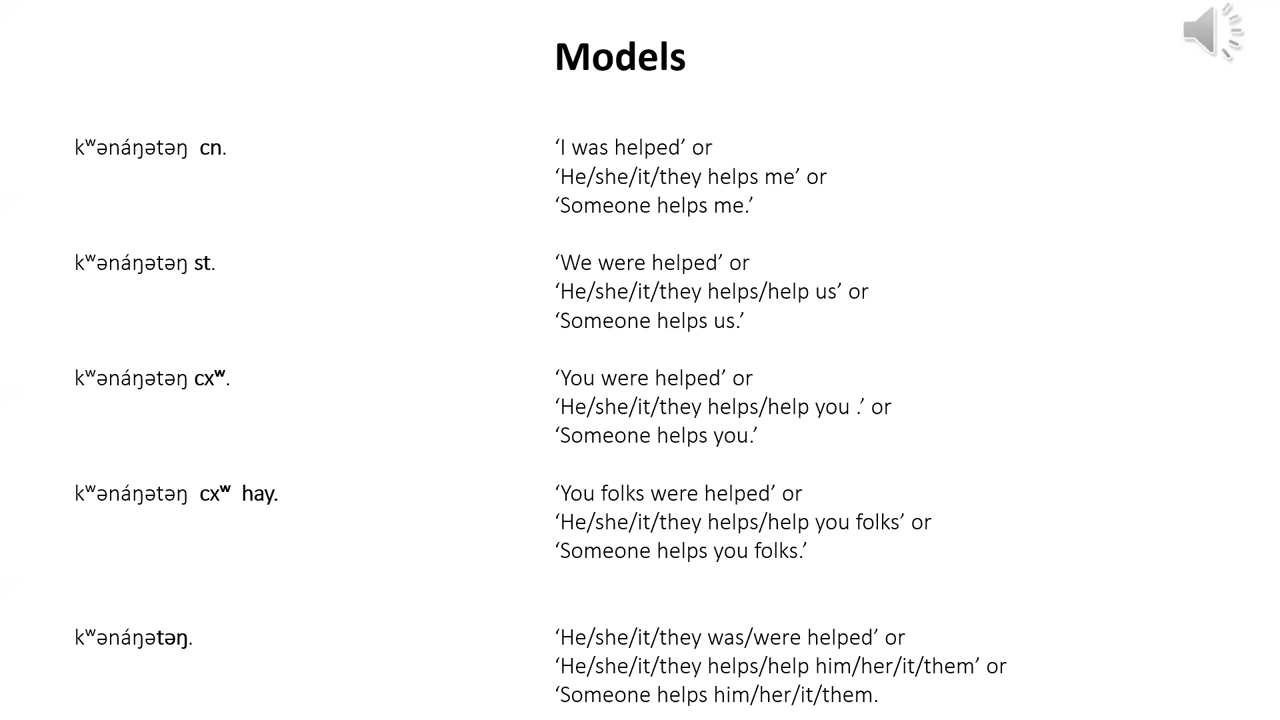 Models
kʷənáŋətəŋ cn. ‘I was helped’ or
‘He/she/it/they helps me’ or
‘Someone helps me.’
kʷənáŋətəŋ st. ‘We were helped’ or
‘He/she/it/they helps/help us’ or
‘Someone helps us.’
kʷənáŋətəŋ cxʷ. ‘You were helped’ or
‘He/she/it/they helps/help you .’ or
‘Someone helps you.’
kʷənáŋətəŋ cxʷ hay. ‘You folks were helped’ or
‘He/she/it/they helps/help you folks’ or
‘Someone helps you folks.’
kʷənáŋətəŋ. ‘He/she/it/they was/were helped’ or
‘He/she/it/they helps/help him/her/it/them’ or
‘Someone helps him/her/it/them.